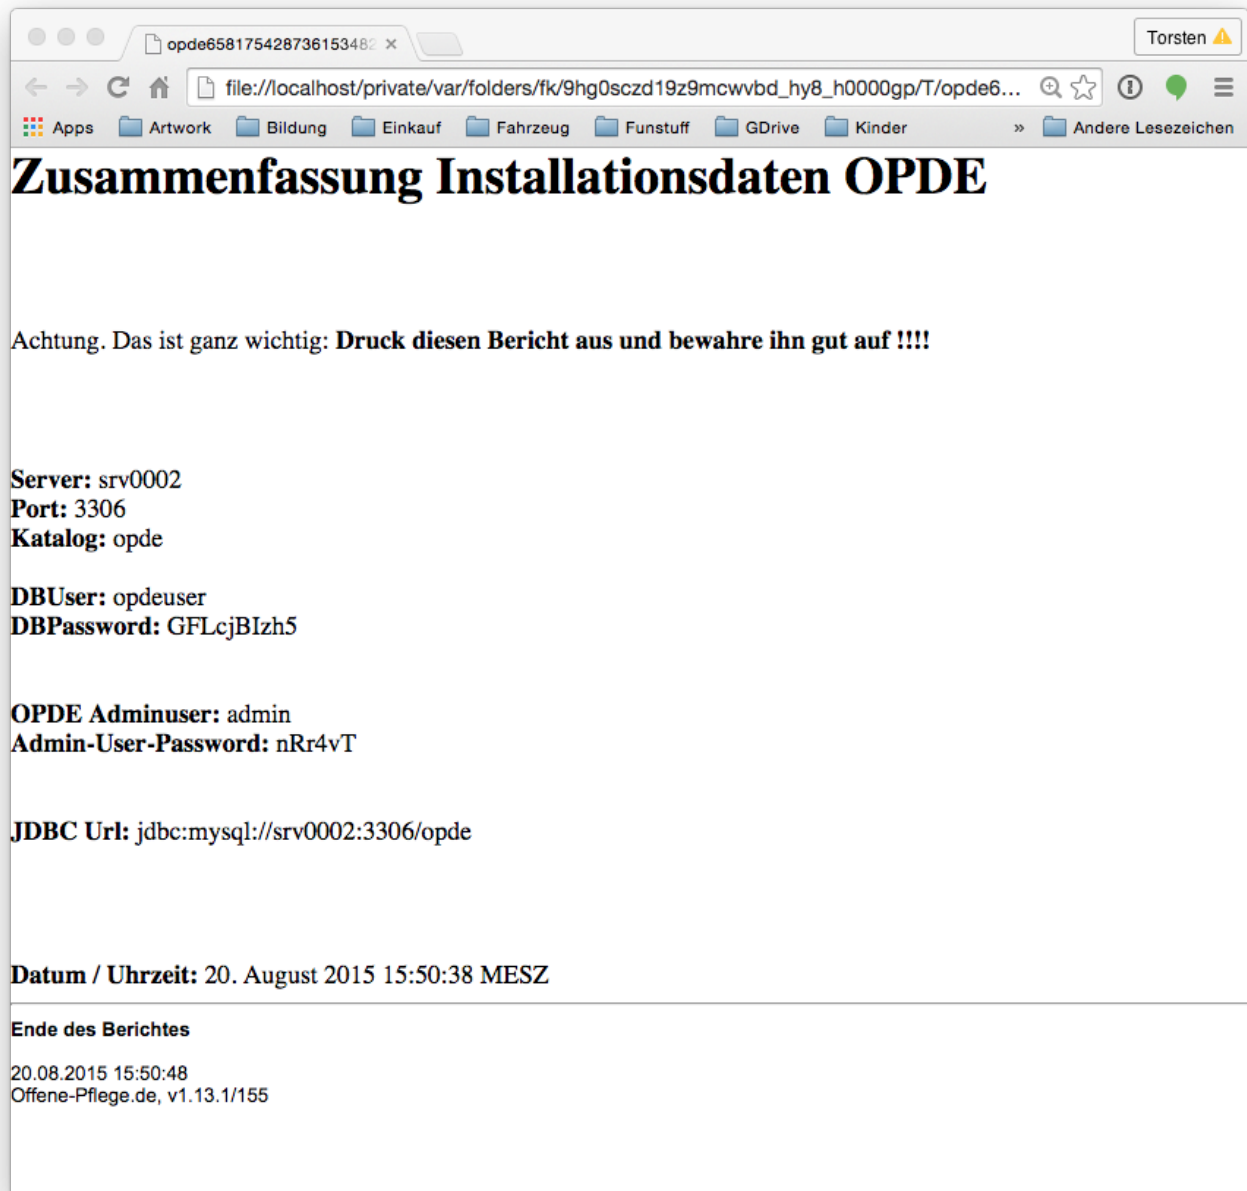 opde658175428736153482
Torsten
file://localhost/private/var/folders/fk/9hg0sczd19z9mcwvbd_hy8_h0000gp/T/opde6...
Apps Artwork Bildung Einkauf Fahrzeug Funstuff GDrive Kinder » Andere Lesezeichen
Zusammenfassung Installationsdaten OPDE
Achtung. Das ist ganz wichtig: Druck diesen Bericht aus und bewahre ihn gut auf !!!!
Server: srv0002
Port: 3306
Katalog: opde
DBUser: opdeuser
DBPassword: GFLcjBIzh5
OPDE Adminuser: admin
Admin-User-Password: nRr4vT
JDBC Url: jdbc:mysql://srv0002:3306/opde
Datum / Uhrzeit: 20. August 2015 15:50:38 MESZ
Ende des Berichtes
20.08.2015 15:50:48
Offene-Pflege.de, v1.13.1/155